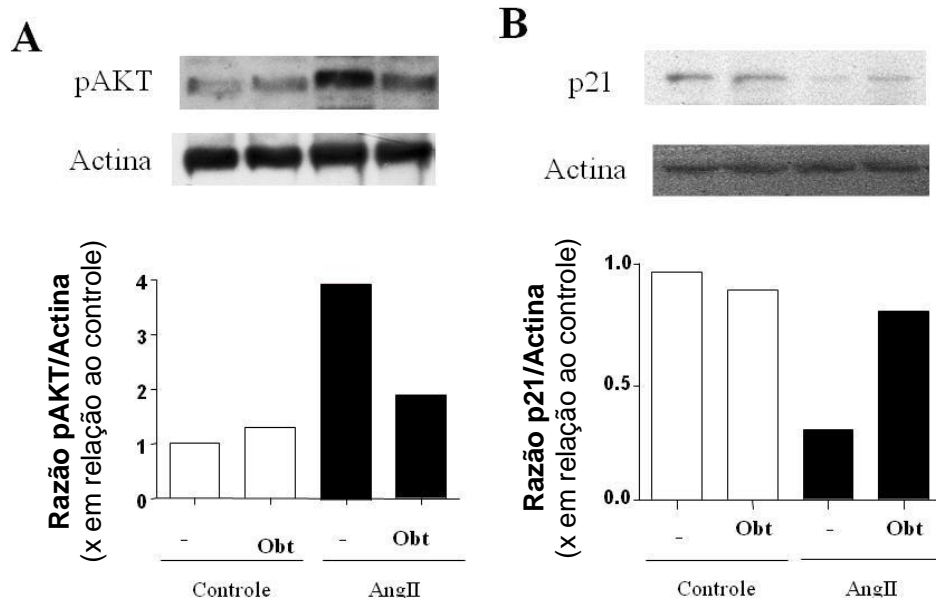 A
pAKT
Actina
Razão pAKT/Actina
(x em relação ao controle)
4
3
2
1
0
-
Obt
-
Obt
Controle
AngII
B
p21
Actina
Razão p21/Actina
(x em relação ao controle)
1.0
0.5
0.0
-
Obt
-
Obt
Controle
AngII